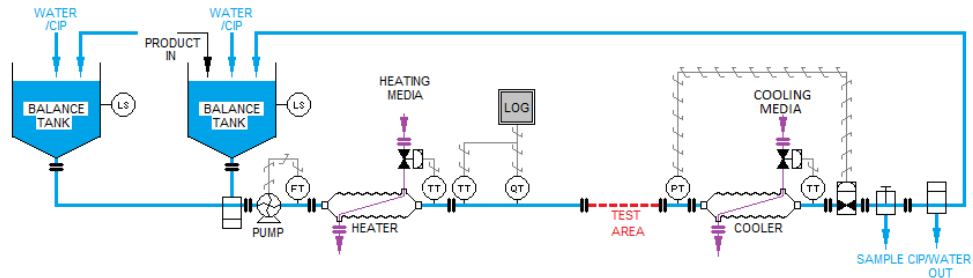 WATER
/CIP
WATER
/CIP
PRODUCT
IN
BALANCE
TANK
LS
BALANCE
TANK
LS
HEATING
MEDIA
LOG
COOLING
MEDIA
FT
TT
TT
QT
PT
TT
PUMP
HEATER
TEST
AREA
COOLER
SAMPLE
CIP/WATER
OUT